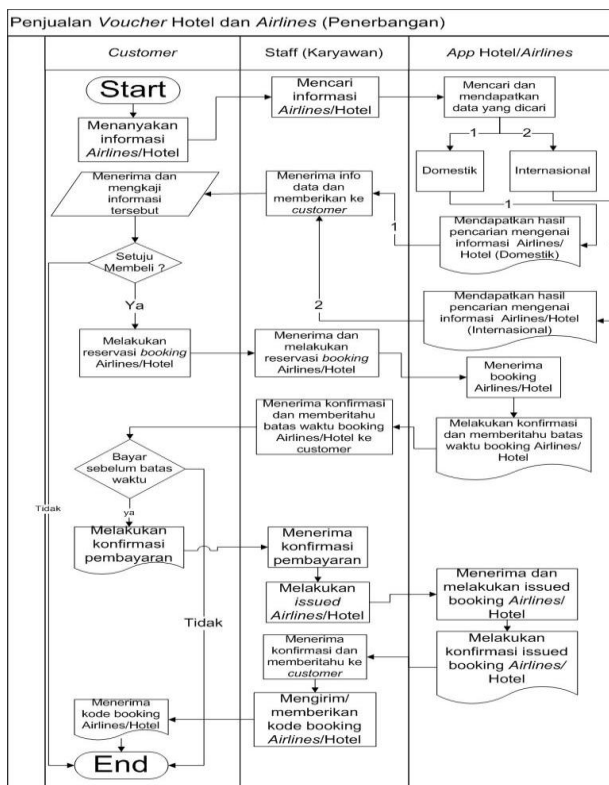 Penjualan Voucher Hotel dan Airlines (Penerbangan)
Customer
Staff (Karyawan)
App Hotel/Airlines
Start
Mencari
informasi
Airlines/Hotel
Mencari dan
mendapatkan
data yang dicari
Menanyakan
informasi
Airlines/Hotel
1
2
Domestik
Internasional
Menerima dan
mengkaji
informasi
tersebut
Menerima info
data dan
memberikan ke
customer
1
1
Mendapatkan hasil
pencarian mengenai
informasi Airlines/
Hotel (Domestik)
Setuju
Membeli ?
Ya
2
Mendapatkan hasil
pencarian mengenai
informasi Airlines/Hotel
(Internasional)
Melakukan
reservasi booking
Airlines/Hotel
Menerima dan
melakukan
reservasi booking
Airlines/Hotel
Menerima
booking
Airlines/Hotel
Menerima konfirmasi
dan memberitahu
batas waktu booking
Airlines/Hotel ke
customer
Melakukan konfirmasi
dan memberitahu batas
waktu booking Airlines/
Hotel
Bayar
sebelum batas
waktu
Tidak
ya
Melakukan
konfirmasi
pembayaran
Menerima
konfirmasi
pembayaran
Melakukan
issued
Airlines/Hotel
Menerima dan
melakukan issued
booking Airlines/
Hotel
Tidak
Menerima
konfirmasi dan
memberitahu ke
customer
Melakukan
konfirmasi issued
booking Airlines/
Hotel
Menerima
kode booking
Airlines/Hotel
Mengirim/
memberikan
kode booking
Airlines/Hotel
End